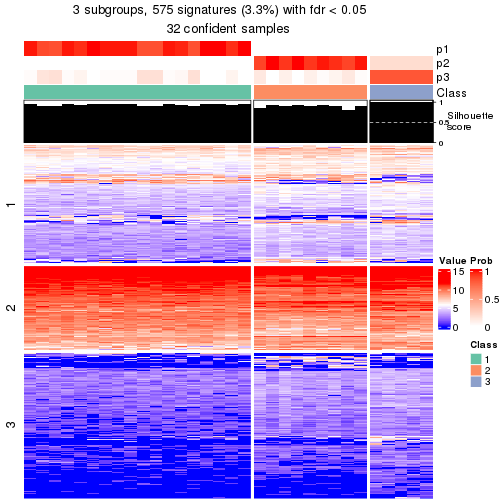 3 subgroups, 575 signatures (3.3%) with fdr < 0.05
32 confident samples
p1
p2
p3
Class
1
0.5
0
Silhouette
score
1
2
3
Value Prob
15 1
10
5 0.5
0 0
Class
1
2
3